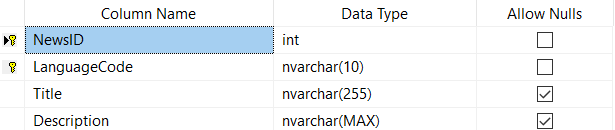 Column Name Data Type Allow Nulls
NewsID int
LanguageCode nvarchar(10)
Title nvarchar(255)
Description nvarchar(MAX)